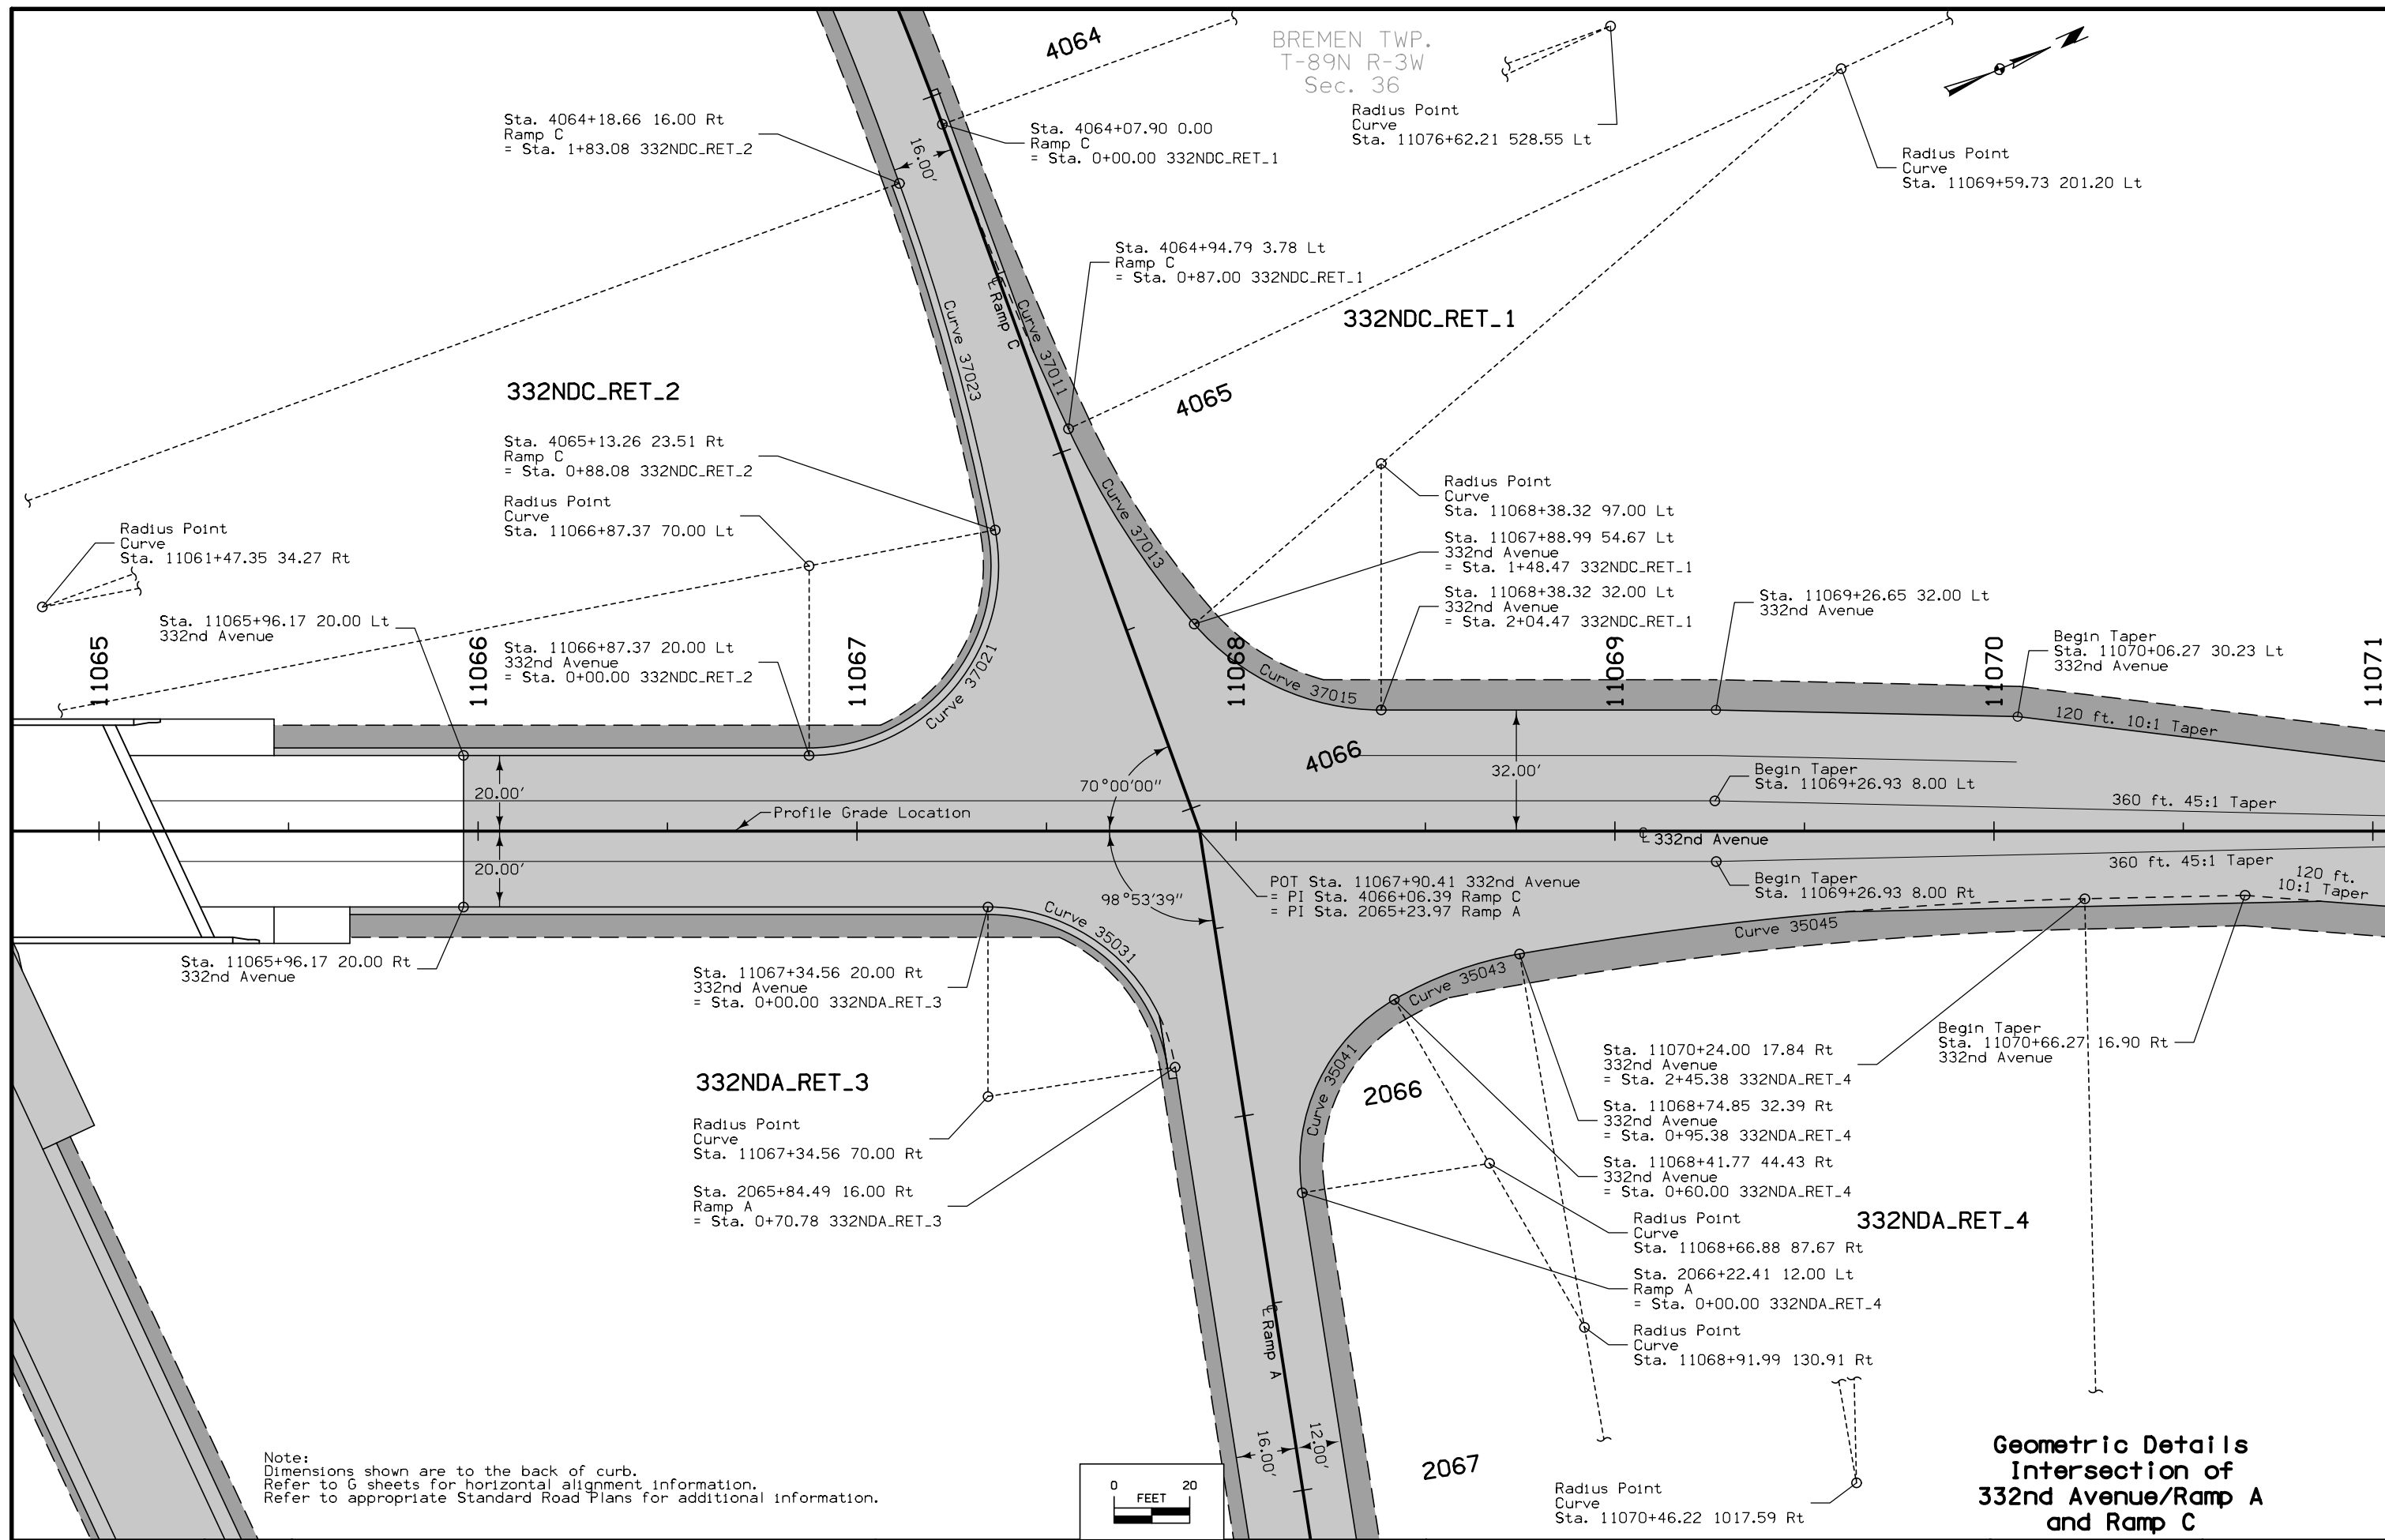 4064
BREMEN TWP.
T-89N R-3W
Sec. 36
Radius Point
Curve
Sta. 11076+62.21 528.55 Lt
Radius Point
Curve
Sta. 11069+59.73 201.20 Lt
Sta. 4064+18.66 16.00 Rt
Ramp C
= Sta. 1+83.08 332NDC_RET_2
16.00'
Sta. 4064+07.90 0.00
Ramp C
= Sta. 0+00.00 332NDC_RET_1
Sta. 4064+94.79 3.78 Lt
Ramp C
= Sta. 0+87.00 332NDC_RET_1
332NDC_RET_1
℄ Ramp C
Curve 37011
Curve 37023
332NDC_RET_2
4065
Sta. 4065+13.26 23.51 Rt
Ramp C
= Sta. 0+88.08 332NDC_RET_2
Radius Point
Curve
Sta. 11066+87.37 70.00 Lt
Curve 37013
Radius Point
Curve
Sta. 11068+38.32 97.00 Lt
Sta. 11067+88.99 54.67 Lt
332nd Avenue
= Sta. 1+48.47 332NDC_RET_1
Sta. 11068+38.32 32.00 Lt
332nd Avenue
= Sta. 2+04.47 332NDC_RET_1
Radius Point
Curve
Sta. 11061+47.35 34.27 Rt
Sta. 11065+96.17 20.00 Lt
332nd Avenue
Sta. 11066+87.37 20.00 Lt
332nd Avenue
= Sta. 0+00.00 332NDC_RET_2
Sta. 11069+26.65 32.00 Lt
332nd Avenue
Begin Taper
Sta. 11070+06.27 30.23 Lt
332nd Avenue
11065
11066
11067
11068
11069
11070
11071
Curve 37021
Curve 37015
120 ft. 10:1 Taper
4066
70°00'00"
32.00'
Begin Taper
Sta. 11069+26.93 8.00 Lt
360 ft. 45:1 Taper
20.00'
Profile Grade Location
℄ 332nd Avenue
20.00'
98°53'39"
POT Sta. 11067+90.41 332nd Avenue
= PI Sta. 4066+06.39 Ramp C
= PI Sta. 2065+23.97 Ramp A
Begin Taper
Sta. 11069+26.93 8.00 Rt
360 ft. 45:1 Taper
120 ft.
10:1 Taper
Curve 35031
Curve 35045
Curve 35043
Curve 35041
Sta. 11065+96.17 20.00 Rt
332nd Avenue
Sta. 11067+34.56 20.00 Rt
332nd Avenue
= Sta. 0+00.00 332NDA_RET_3
332NDA_RET_3
Radius Point
Curve
Sta. 11067+34.56 70.00 Rt
Sta. 2065+84.49 16.00 Rt
Ramp A
= Sta. 0+70.78 332NDA_RET_3
2066
Begin Taper
Sta. 11070+66.27 16.90 Rt
332nd Avenue
Sta. 11070+24.00 17.84 Rt
332nd Avenue
= Sta. 2+45.38 332NDA_RET_4
Sta. 11068+74.85 32.39 Rt
332nd Avenue
= Sta. 0+95.38 332NDA_RET_4
Sta. 11068+41.77 44.43 Rt
332nd Avenue
= Sta. 0+60.00 332NDA_RET_4
332NDA_RET_4
Radius Point
Curve
Sta. 11068+66.88 87.67 Rt
Sta. 2066+22.41 12.00 Lt
Ramp A
= Sta. 0+00.00 332NDA_RET_4
Radius Point
Curve
Sta. 11068+91.99 130.91 Rt
℄ Ramp A
16.00'
12.00'
2067
Radius Point
Curve
Sta. 11070+46.22 1017.59 Rt
Note:
Dimensions shown are to the back of curb.
Refer to G sheets for horizontal alignment information.
Refer to appropriate Standard Road Plans for additional information.
0 20
FEET
Geometric Details
Intersection of
332nd Avenue/Ramp A
and Ramp C